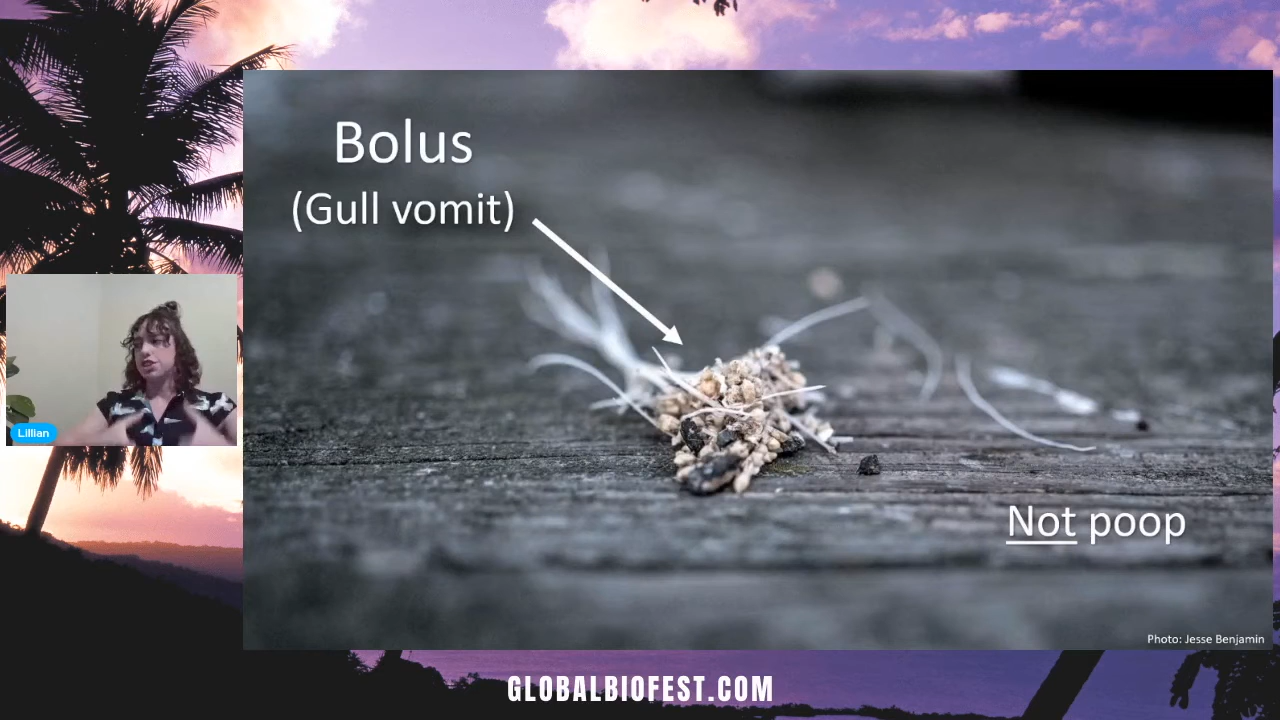 Bolus
(Gull vomit)
Lillian
Not poop
Photo: Jesse Benjamin
GLOBALBIOFEST.COM